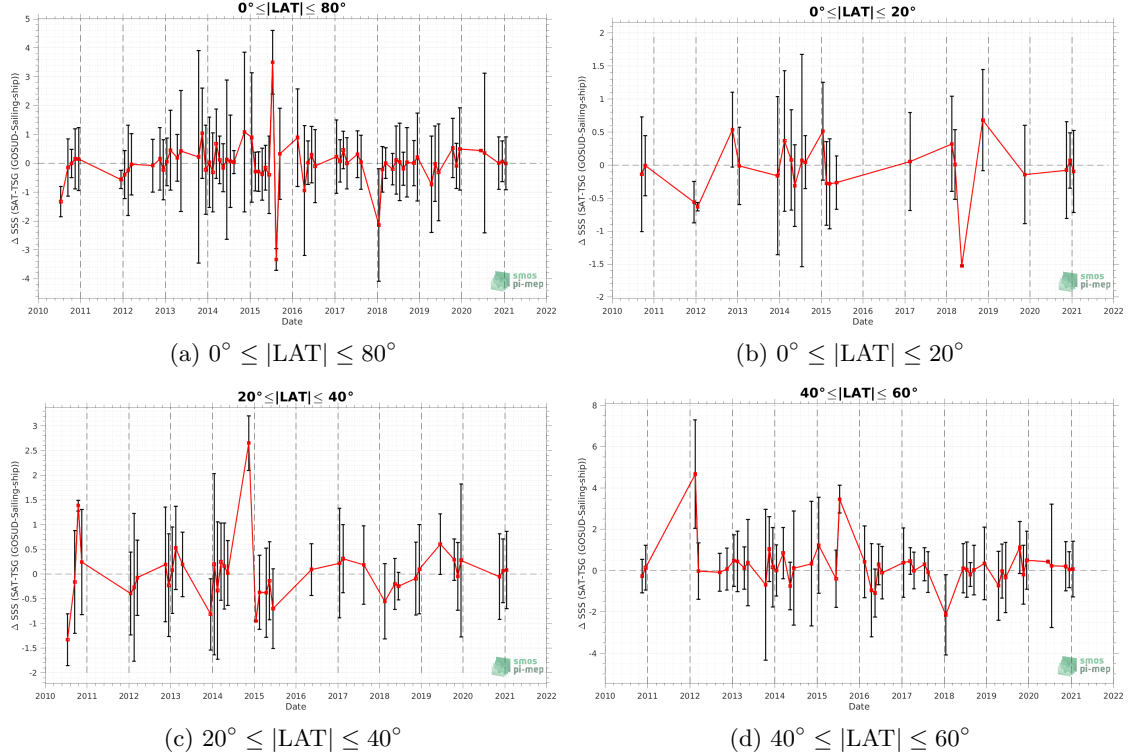 0°≤|LAT|≤ 80°
Δ SSS (SAT-TSG (GOSUD-Sailing-ship))
5
4
3
2
1
0
-1
-2
-3
-4
2010 2011 2012 2013 2014 2015 2016 2017 2018 2019 2020 2021 2022
Date
smos
pi-mep
(a) 0° ≤ |LAT| ≤ 80°
0°≤|LAT|≤ 20°
Δ SSS (SAT-TSG (GOSUD-Sailing-ship))
2
1.5
1
0.5
0
-0.5
-1
-1.5
-2
2010 2011 2012 2013 2014 2015 2016 2017 2018 2019 2020 2021 2022
Date
smos
pi-mep
(b) 0° ≤ |LAT| ≤ 20°
20°≤|LAT|≤ 40°
Δ SSS (SAT-TSG (GOSUD-Sailing-ship))
3
2.5
2
1.5
1
0.5
0
-0.5
-1
-1.5
-2
2010 2011 2012 2013 2014 2015 2016 2017 2018 2019 2020 2021 2022
Date
smos
pi-mep
(c) 20° ≤ |LAT| ≤ 40°
40°≤|LAT|≤ 60°
Δ SSS (SAT-TSG (GOSUD-Sailing-ship))
8
6
4
2
0
-2
-4
2010 2011 2012 2013 2014 2015 2016 2017 2018 2019 2020 2021 2022
Date
smos
pi-mep
(d) 40° ≤ |LAT| ≤ 60°